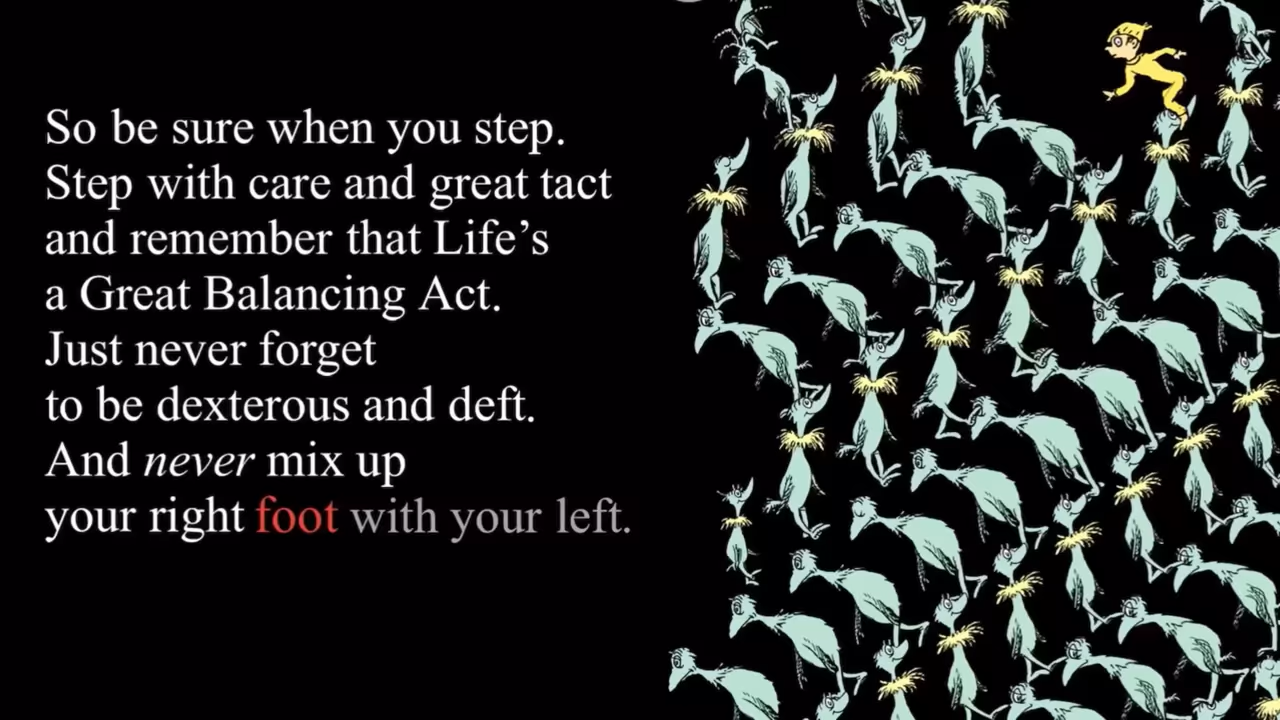 So be sure when you step.
Step with care and great tact
and remember that Life’s
a Great Balancing Act.
Just never forget
to be dexterous and deft.
And never mix up
your right foot with your left.